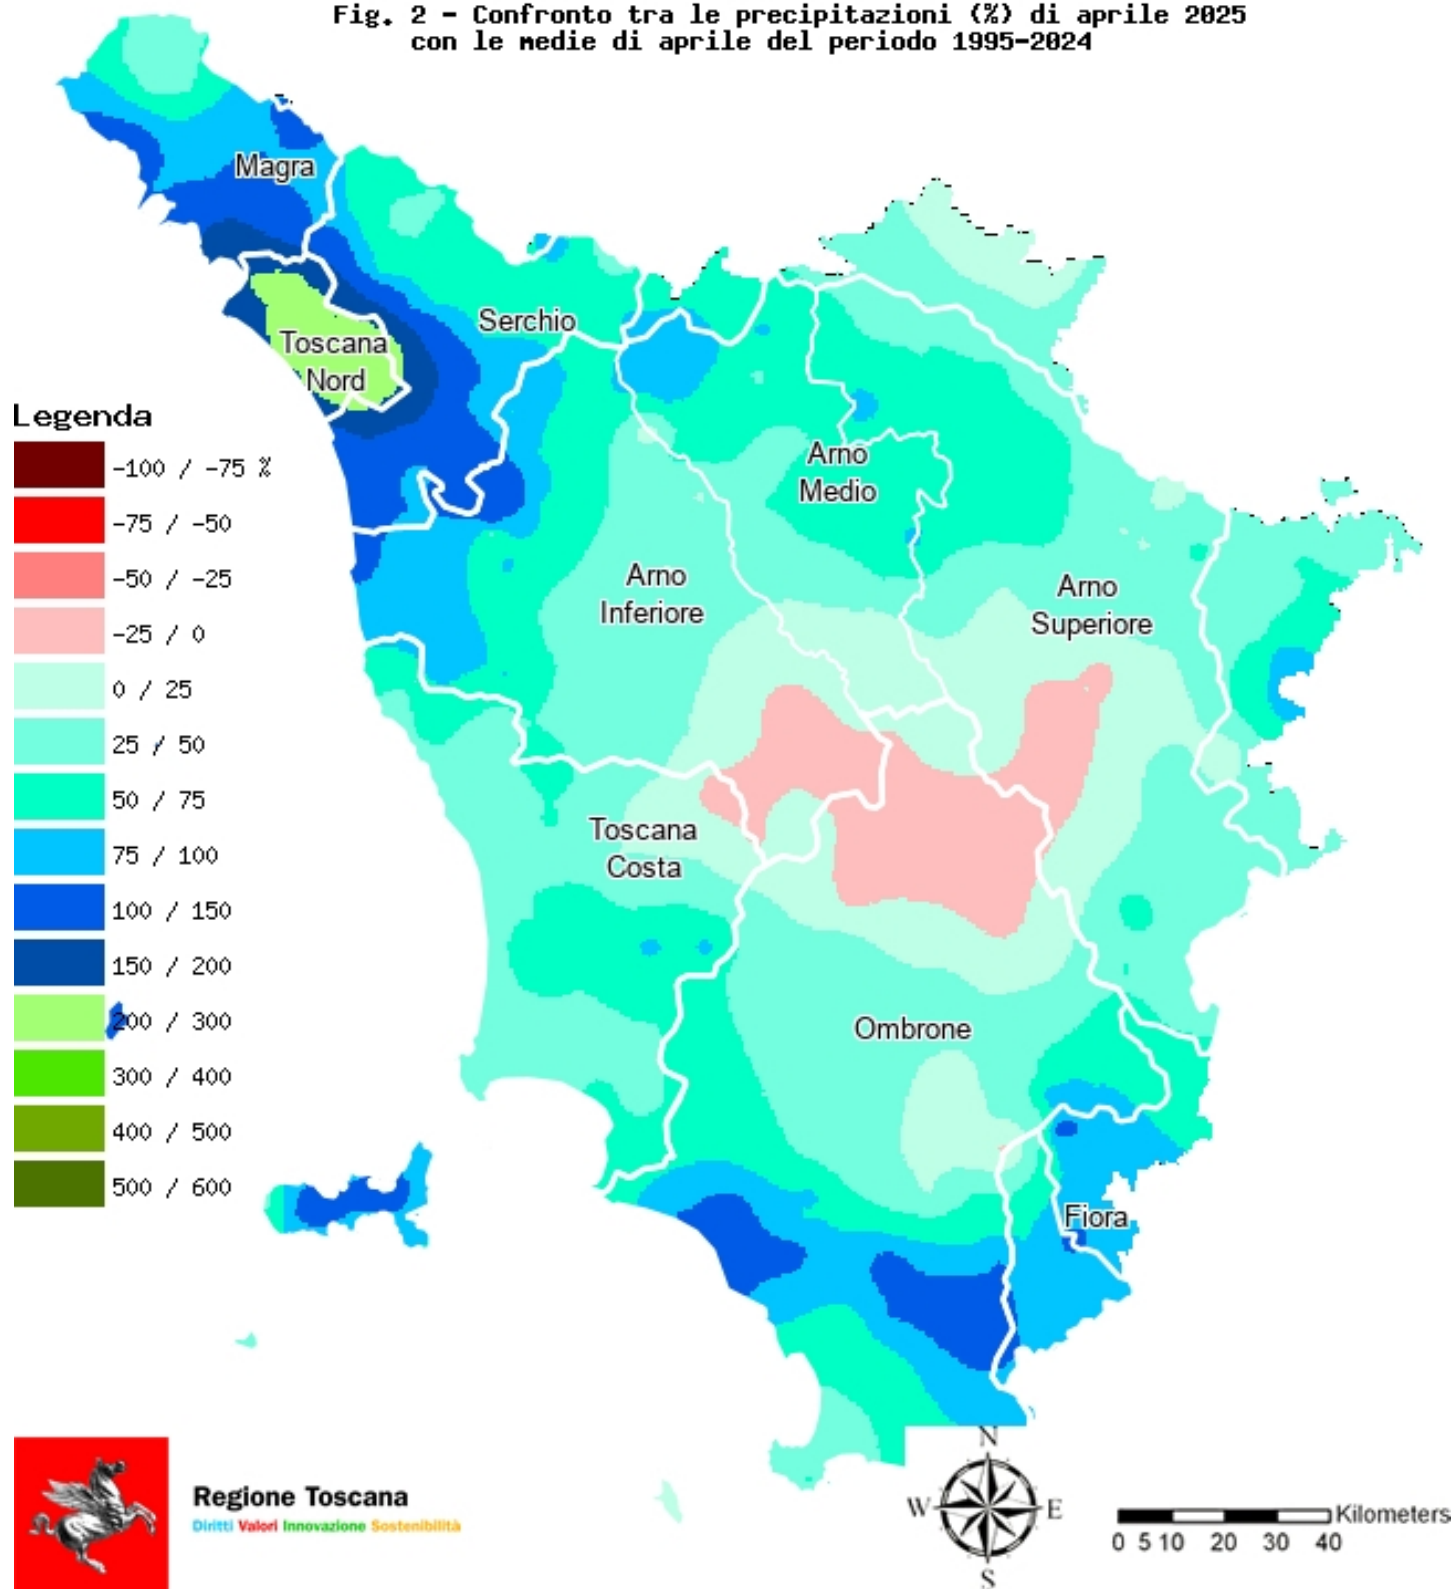 Fig. 2 - Confronto tra le precipitazioni (%) di aprile 2025
con le medie di aprile del periodo 1995-2024
Magra
Serchio
Toscana
Nord
Legenda
-100 / -75 %
-75 / -50
-50 / -25
-25 / 0
0 / 25
25 / 50
50 / 75
75 / 100
100 / 150
150 / 200
200 / 300
300 / 400
400 / 500
500 / 600
Arno
Medio
Arno
Inferiore
Arno
Superiore
Toscana
Costa
Ombrone
Fiora
Regione Toscana
Diritti Valori Innovazione Sostenibilità
N
W
E
S
Kilometers
0 5 10 20 30 40